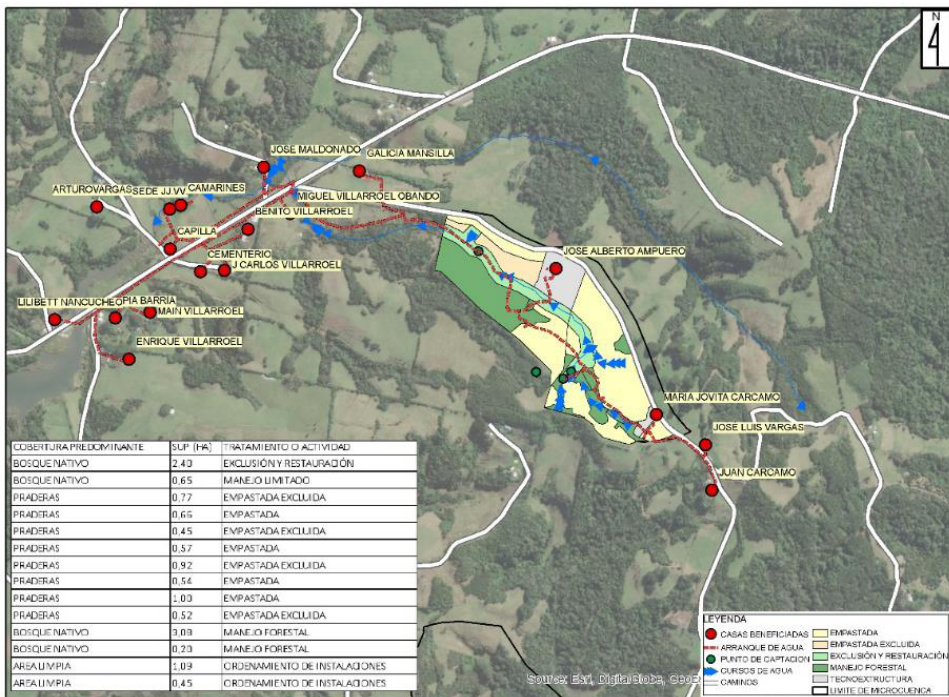 N
JOSE MALDONADO
GALICIA MANSILLA
ARTUROVARGAS
SEDE JJ.VV
CAMARINES
MIGUEL VILLARROEL OBANDO
BENITO VILLARROEL
CAPILLA
JOSE ALBERTO AMPUERO
CEMENTERIO
J CARLOS VILLARROEL
LILIBETT NANCUCHEO
PIA BARRIA
MAIN VILLARROEL
ENRIQUE VILLARROEL
MARIA JOVITA CARCAMO
JOSE LUIS VARGAS
JUAN CARCAMO
COBERTURA PREDOMINANTE SUP (HA) TRATAMIENTO O ACTIVIDAD
BOSQUE NATIVO 2,40 EXCLUSIÓN Y RESTAURACIÓN
BOSQUE NATIVO 0,65 MANEJO LIMITADO
PRADERAS 0,77 EMPASTADA EXCLUIDA
PRADERAS 0,66 EMPASTADA
PRADERAS 0,45 EMPASTADA EXCLUIDA
PRADERAS 0,57 EMPASTADA
PRADERAS 0,92 EMPASTADA EXCLUIDA
PRADERAS 0,54 EMPASTADA
PRADERAS 1,00 EMPASTADA
PRADERAS 0,52 EMPASTADA EXCLUIDA
BOSQUE NATIVO 3,08 MANEJO FORESTAL
BOSQUE NATIVO 0,20 MANEJO FORESTAL
AREA LIMPIA 1,09 ORDENAMIENTO DE INSTALACIONES
AREA LIMPIA 0,45 ORDENAMIENTO DE INSTALACIONES
Source: Esri, DigitalGlobe, GeoE
LEYENDA
CASAS BENEFICIADAS
ARRANQUE DE AGUA
PUNTO DE CAPTACION
CURSOS DE AGUA
CAMINOS
EMPASTADA
EMPASTADA EXCLUIDA
EXCLUSIÓN Y RESTAURACIÓN
MANEJO FORESTAL
TECNOEXTRUCTURA
LIMITE DE MICROCUENCA